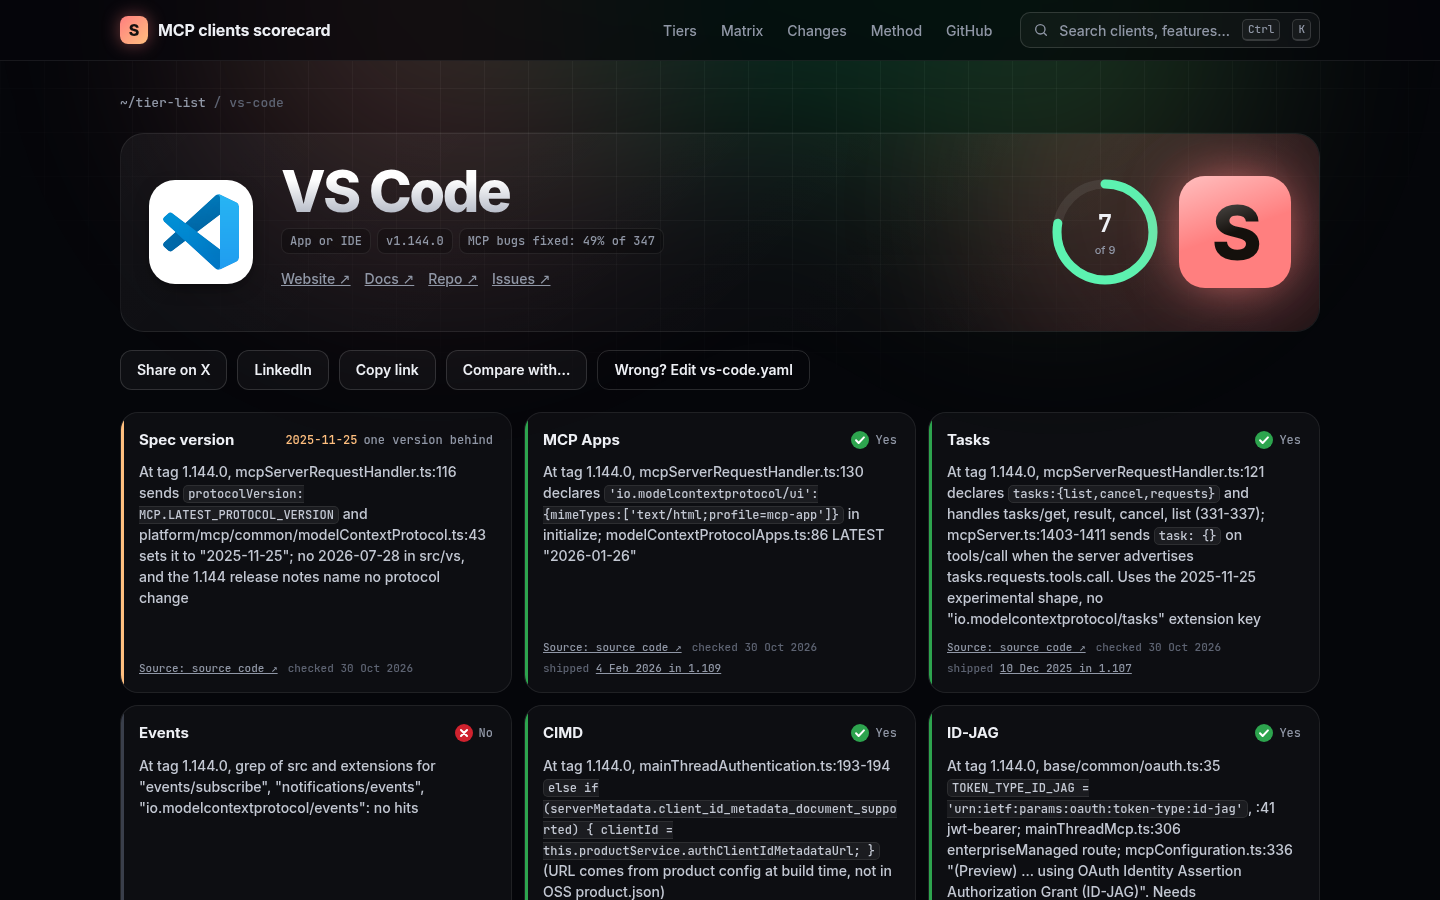 S MCP clients scorecard
Tiers Matrix Changes Method GitHub
Search clients, features... Ctrl K
~/tier-list / vs-code
VS Code
App or IDE v1.144.0 MCP bugs fixed: 49% of 347
Website ↗ Docs ↗ Repo ↗ Issues ↗
7
of 9
S
Share on X LinkedIn Copy link Compare with... Wrong? Edit vs-code.yaml
Spec version 2025-11-25 one version behind
At tag 1.144.0, mcpServerRequestHandler.ts:116
sends protocolVersion:
MCP.LATEST_PROTOCOL_VERSION and
platform/mcp/common/modelContextProtocol.ts:43
sets it to "2025-11-25"; no 2026-07-28 in src/vs,
and the 1.144 release notes name no protocol
change
Source: source code ↗ checked 30 Oct 2026
MCP Apps Yes
At tag 1.144.0, mcpServerRequestHandler.ts:130
declares 'io.modelcontextprotocol/ui':
{mimeTypes:['text/html;profile=mcp-app']} in
initialize; modelContextProtocolApps.ts:86 LATEST
"2026-01-26"
Source: source code ↗ checked 30 Oct 2026
shipped 4 Feb 2026 in 1.109
Tasks Yes
At tag 1.144.0, mcpServerRequestHandler.ts:121
declares tasks:{list,cancel,requests} and
handles tasks/get, result, cancel, list (331-337);
mcpServer.ts:1403-1411 sends task: {} on
tools/call when the server advertises
tasks.requests.tools.call. Uses the 2025-11-25
experimental shape, no
"io.modelcontextprotocol/tasks" extension key
Source: source code ↗ checked 30 Oct 2026
shipped 10 Dec 2025 in 1.107
Events No
At tag 1.144.0, grep of src and extensions for
"events/subscribe", "notifications/events",
"io.modelcontextprotocol/events": no hits
CIMD Yes
At tag 1.144.0, mainThreadAuthentication.ts:193-194
else if
(serverMetadata.client_id_metadata_document_suppo
rted) { clientId =
this.productService.authClientIdMetadataUrl; }
(URL comes from product config at build time, not in
OSS product.json)
ID-JAG Yes
At tag 1.144.0, base/common/oauth.ts:35
TOKEN_TYPE_ID_JAG =
'urn:ietf:params:oauth:token-type:id-jag', :41
jwt-bearer; mainThreadMcp.ts:306
enterpriseManaged route; mcpConfiguration.ts:336
"(Preview) ... using OAuth Identity Assertion
Authorization Grant (ID-JAG)". Needs